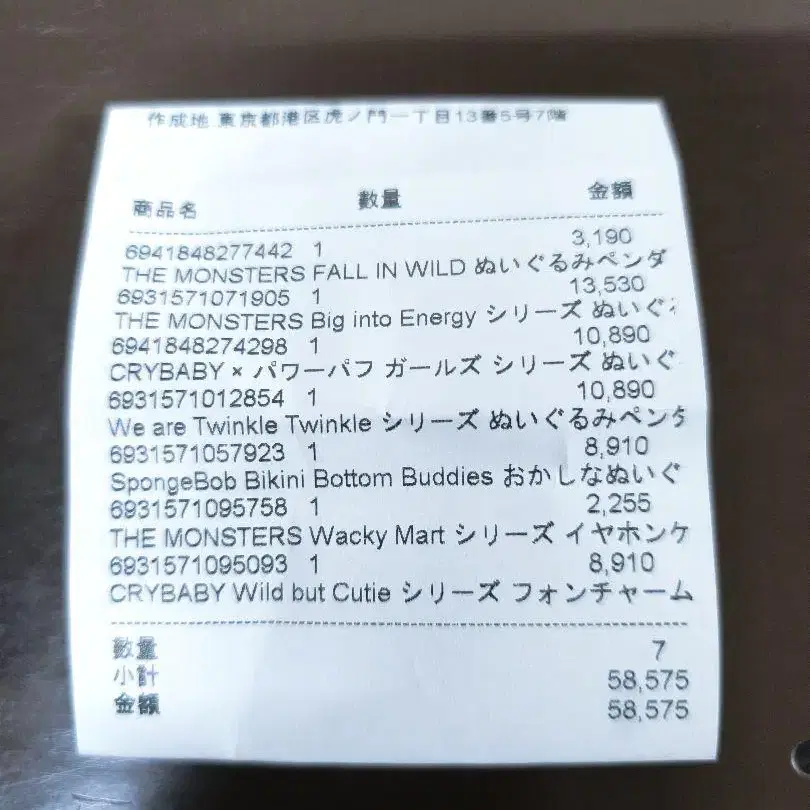 作成地 東京都港区虎ノ門一丁目13番5号7階
商品名 数量 金額
6941848277442 1 3,190
THE MONSTERS FALL IN WILD ぬいぐるみペンダ
6931571071905 1 13,530
THE MONSTERS Big into Energy シリーズ ぬいぐ
6941848274298 1 10,890
CRYBABY × パワーパフ ガールズ シリーズ ぬいぐ
6931571012854 1 10,890
We are Twinkle Twinkle シリーズ ぬいぐるみペンダ
6931571057923 1 8,910
SpongeBob Bikini Bottom Buddies おかしなぬいぐ
6931571095758 1 2,255
THE MONSTERS Wacky Mart シリーズ イヤホンケ
6931571095093 1 8,910
CRYBABY Wild but Cutie シリーズ フォンチャーム
数量 7
小計 58,575
金額 58,575